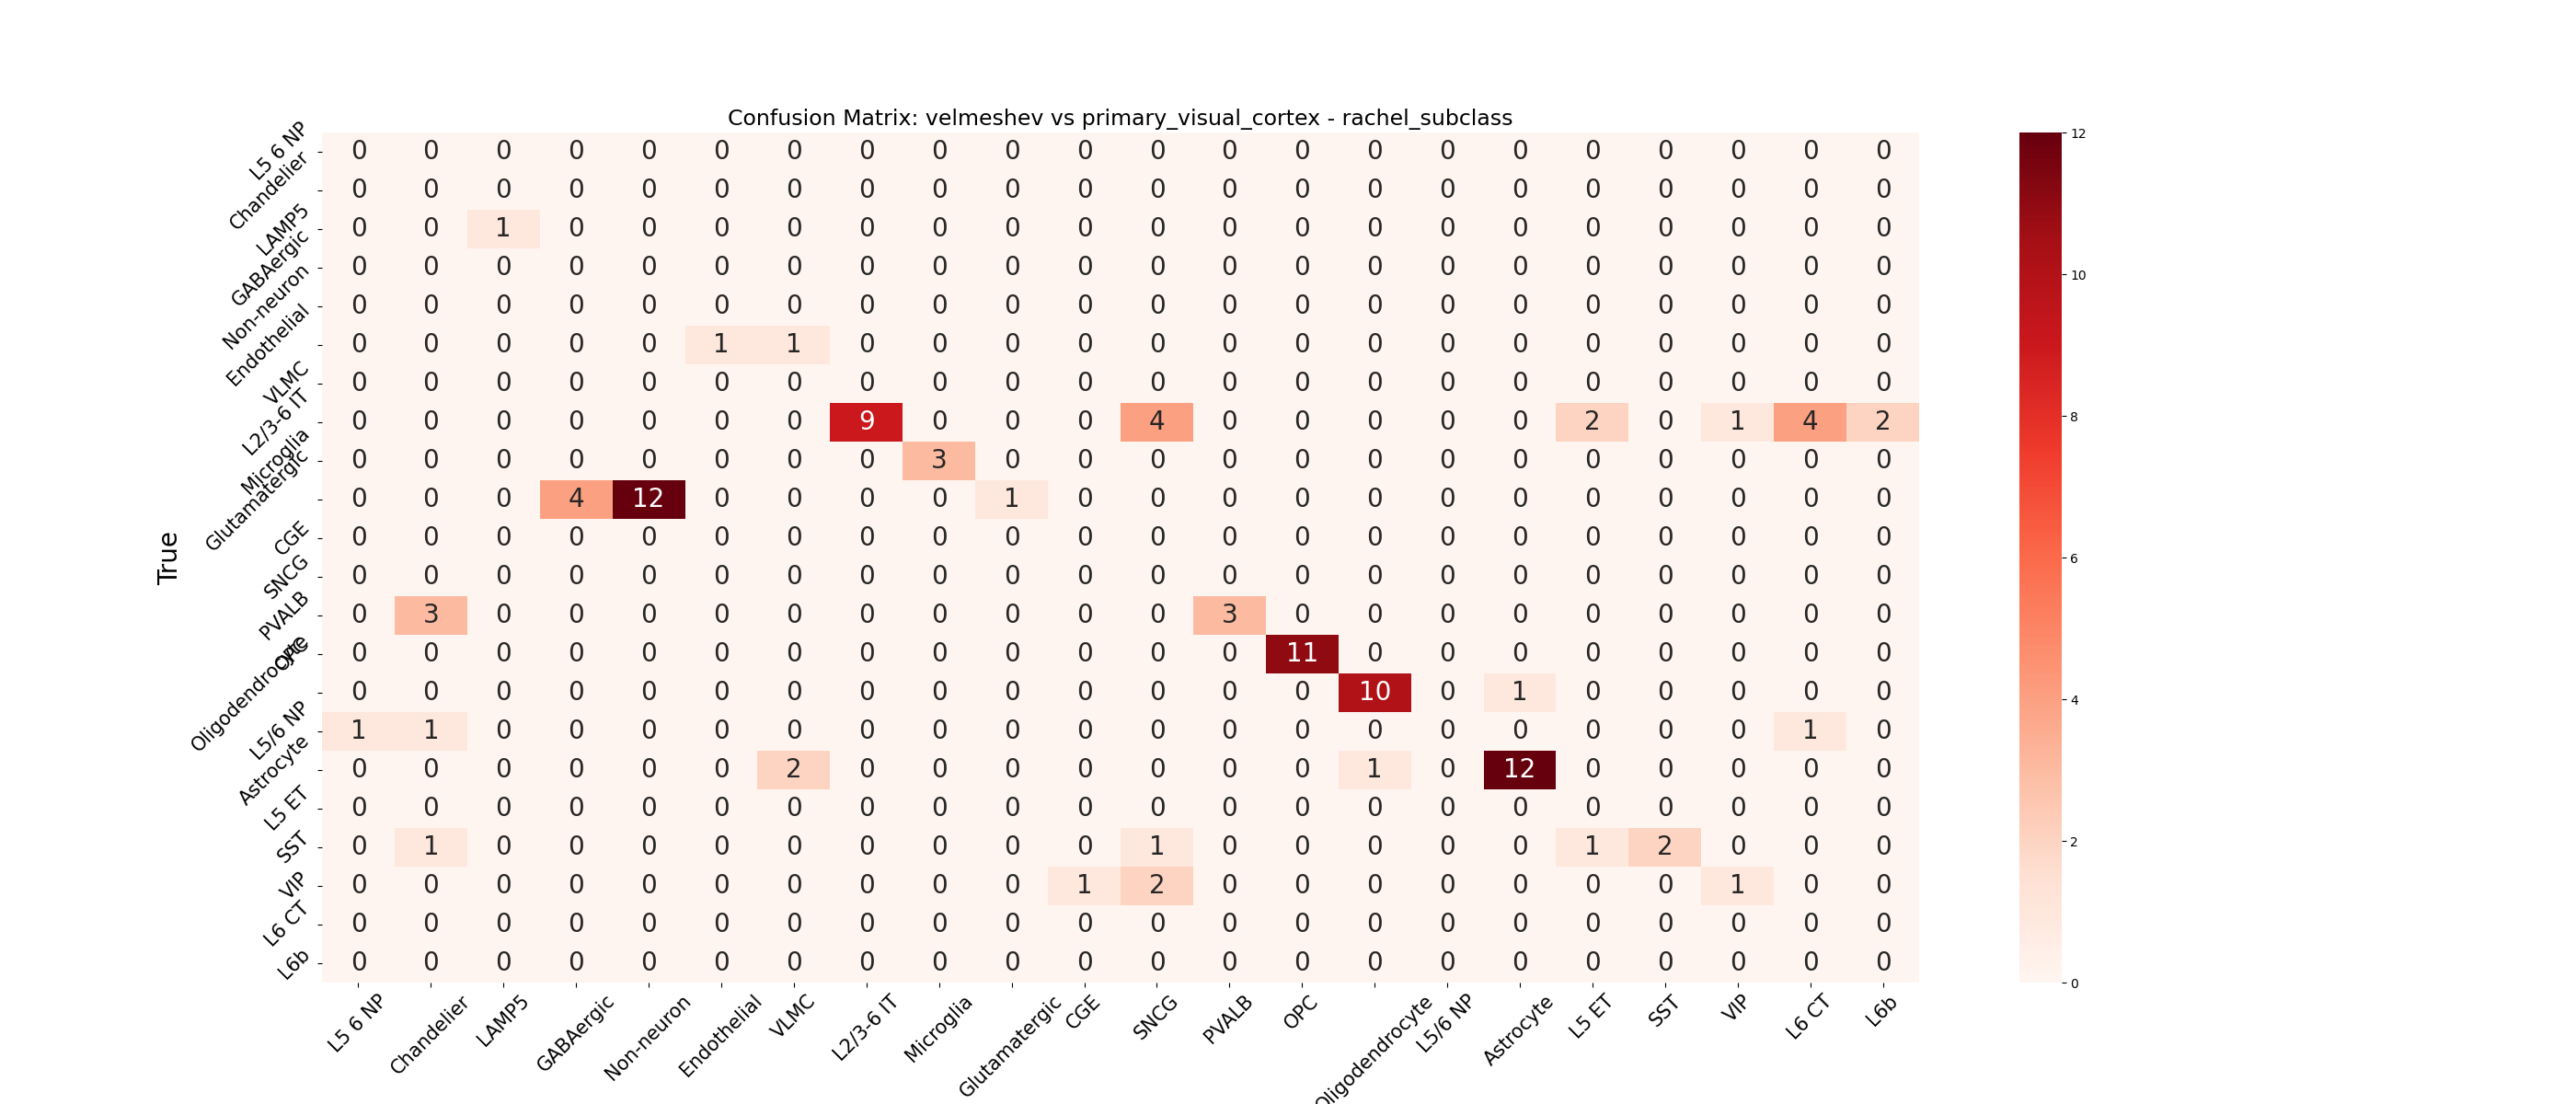 Confusion Matrix: velmeshev vs primary_visual_cortex - rachel_subclass
True
L5 6 NP 0 0 0 0 0 0 0 0 0 0 0 0 0 0 0 0 0 0 0 0 0 0
Chandelier 0 0 0 0 0 0 0 0 0 0 0 0 0 0 0 0 0 0 0 0 0 0
LAMP5 0 0 1 0 0 0 0 0 0 0 0 0 0 0 0 0 0 0 0 0 0 0
GABAergic 0 0 0 0 0 0 0 0 0 0 0 0 0 0 0 0 0 0 0 0 0 0
Non-neuron 0 0 0 0 0 0 0 0 0 0 0 0 0 0 0 0 0 0 0 0 0 0
Endothelial 0 0 0 0 0 1 1 0 0 0 0 0 0 0 0 0 0 0 0 0 0 0
VLMC 0 0 0 0 0 0 0 0 0 0 0 0 0 0 0 0 0 0 0 0 0 0
L2/3-6 IT 0 0 0 0 0 0 0 9 0 0 0 4 0 0 0 0 0 2 0 1 4 2
Microglia 0 0 0 0 0 0 0 0 3 0 0 0 0 0 0 0 0 0 0 0 0 0
Glutamatergic 0 0 0 4 12 0 0 0 0 1 0 0 0 0 0 0 0 0 0 0 0 0
CGE 0 0 0 0 0 0 0 0 0 0 0 0 0 0 0 0 0 0 0 0 0 0
SNCG 0 0 0 0 0 0 0 0 0 0 0 0 0 0 0 0 0 0 0 0 0 0
PVALB 0 3 0 0 0 0 0 0 0 0 0 0 3 0 0 0 0 0 0 0 0 0
OPC 0 0 0 0 0 0 0 0 0 0 0 0 0 11 0 0 0 0 0 0 0 0
Oligodendrocyte 0 0 0 0 0 0 0 0 0 0 0 0 0 0 10 0 1 0 0 0 0 0
L5/6 NP 1 1 0 0 0 0 0 0 0 0 0 0 0 0 0 0 0 0 0 0 1 0
Astrocyte 0 0 0 0 0 0 2 0 0 0 0 0 0 0 1 0 12 0 0 0 0 0
L5 ET 0 0 0 0 0 0 0 0 0 0 0 0 0 0 0 0 0 0 0 0 0 0
SST 0 1 0 0 0 0 0 0 0 0 0 1 0 0 0 0 0 1 2 0 0 0
VIP 0 0 0 0 0 0 0 0 0 0 1 2 0 0 0 0 0 0 0 1 0 0
L6 CT 0 0 0 0 0 0 0 0 0 0 0 0 0 0 0 0 0 0 0 0 0 0
L6b 0 0 0 0 0 0 0 0 0 0 0 0 0 0 0 0 0 0 0 0 0 0
L5 6 NP Chandelier LAMP5 GABAergic Non-neuron Endothelial VLMC L2/3-6 IT Microglia Glutamatergic CGE SNCG PVALB OPC Oligodendrocyte L5/6 NP Astrocyte L5 ET SST VIP L6 CT L6b
12
10
8
6
4
2
0